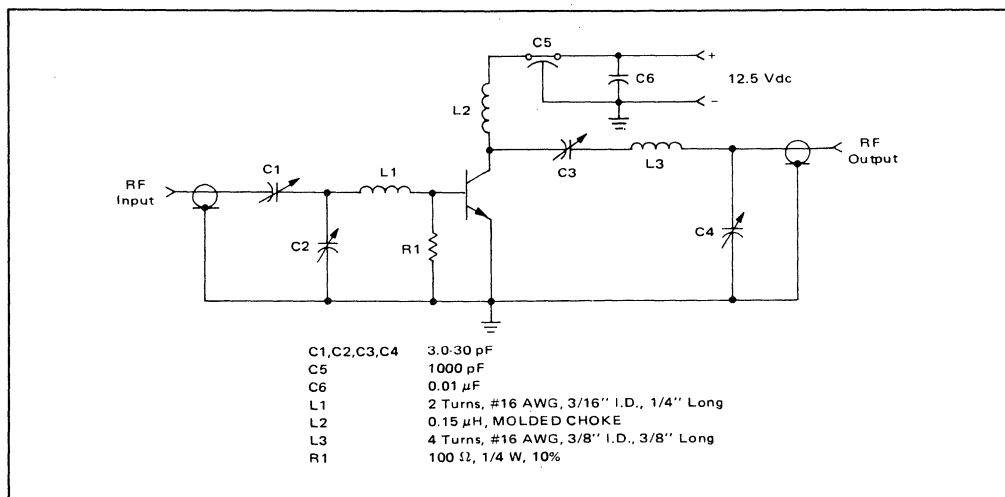 C5
+
C6
12.5 Vdc
–
L2
C1
L1
C3
L3
RF
Output
RF
Input
C2
R1
C4
C1,C2,C3,C4 3.0-30 pF
C5 1000 pF
C6 0.01 μF
L1 2 Turns, #16 AWG, 3/16" I.D., 1/4" Long
L2 0.15 μH, MOLDED CHOKE
L3 4 Turns, #16 AWG, 3/8" I.D., 3/8" Long
R1 100 Ω, 1/4 W, 10%